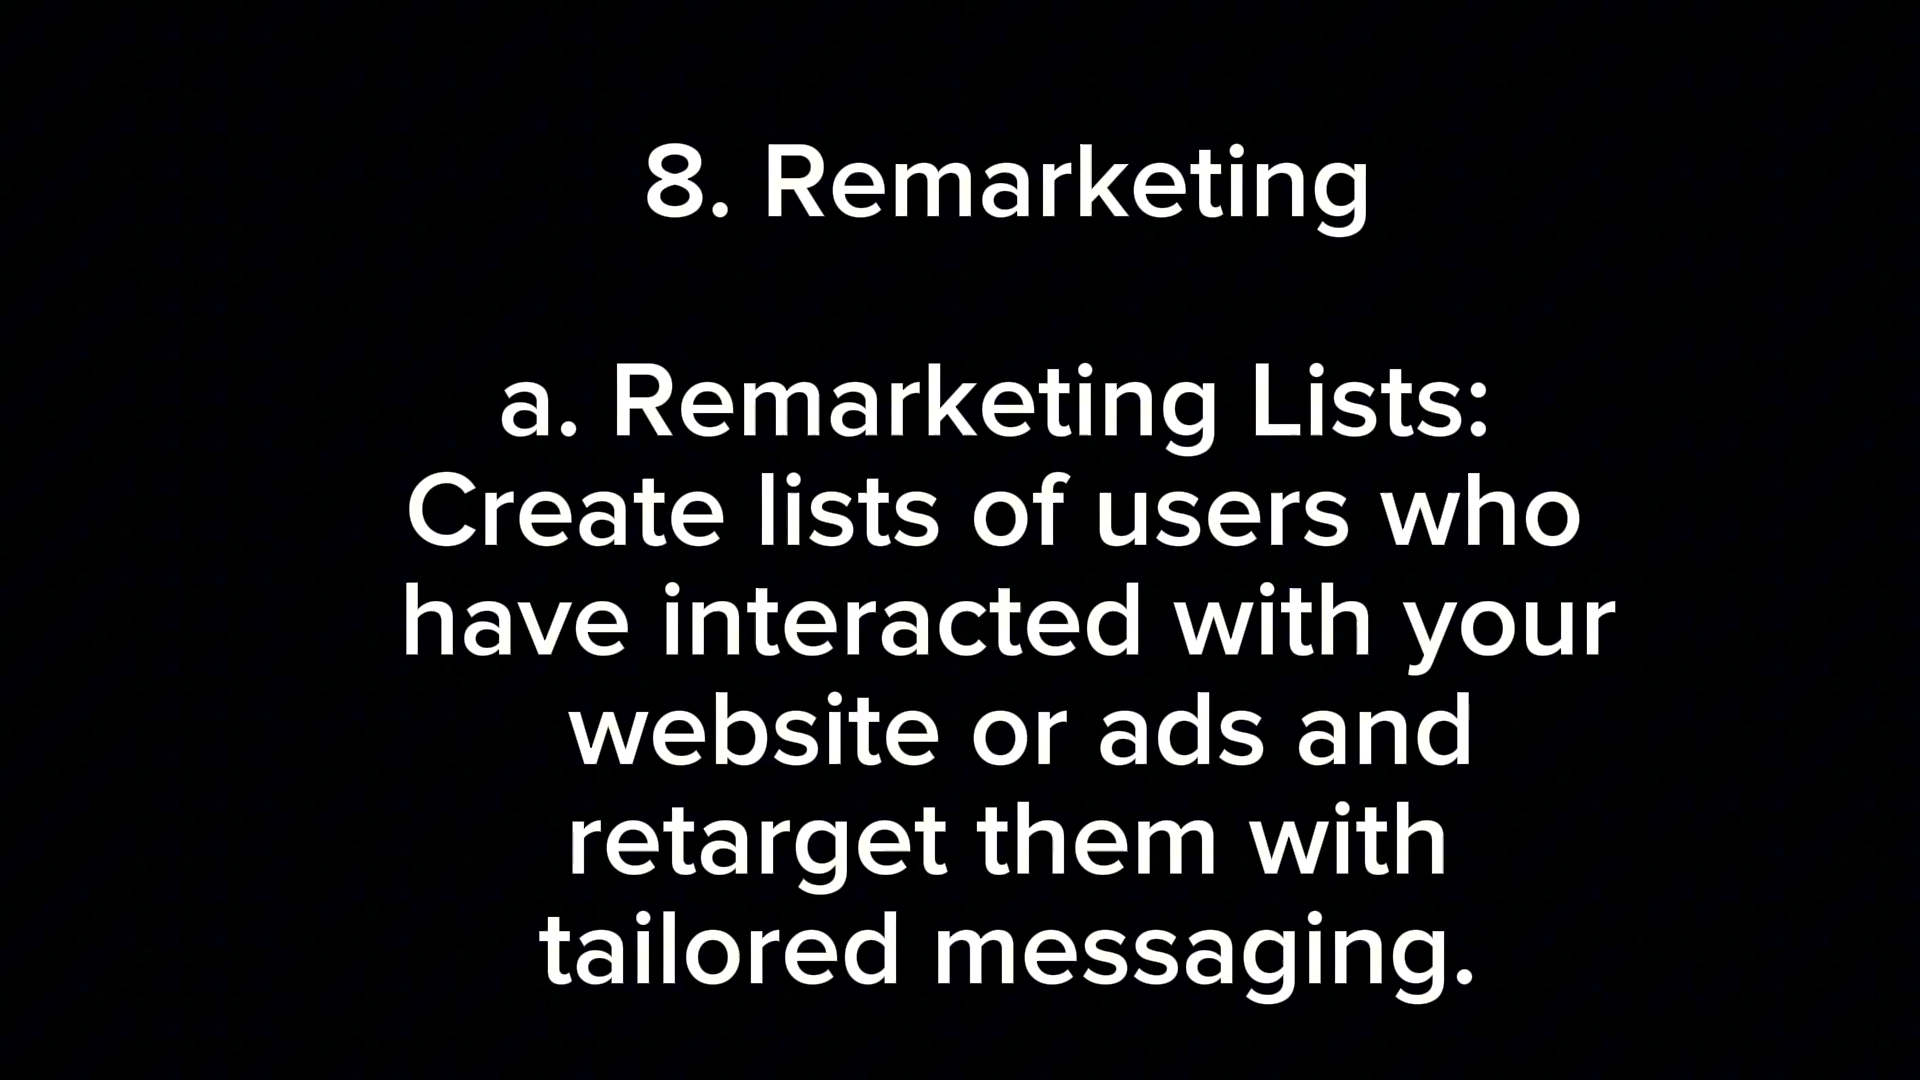 8. Remarketing
a. Remarketing Lists:
Create lists of users who
have interacted with your
website or ads and
retarget them with
tailored messaging.